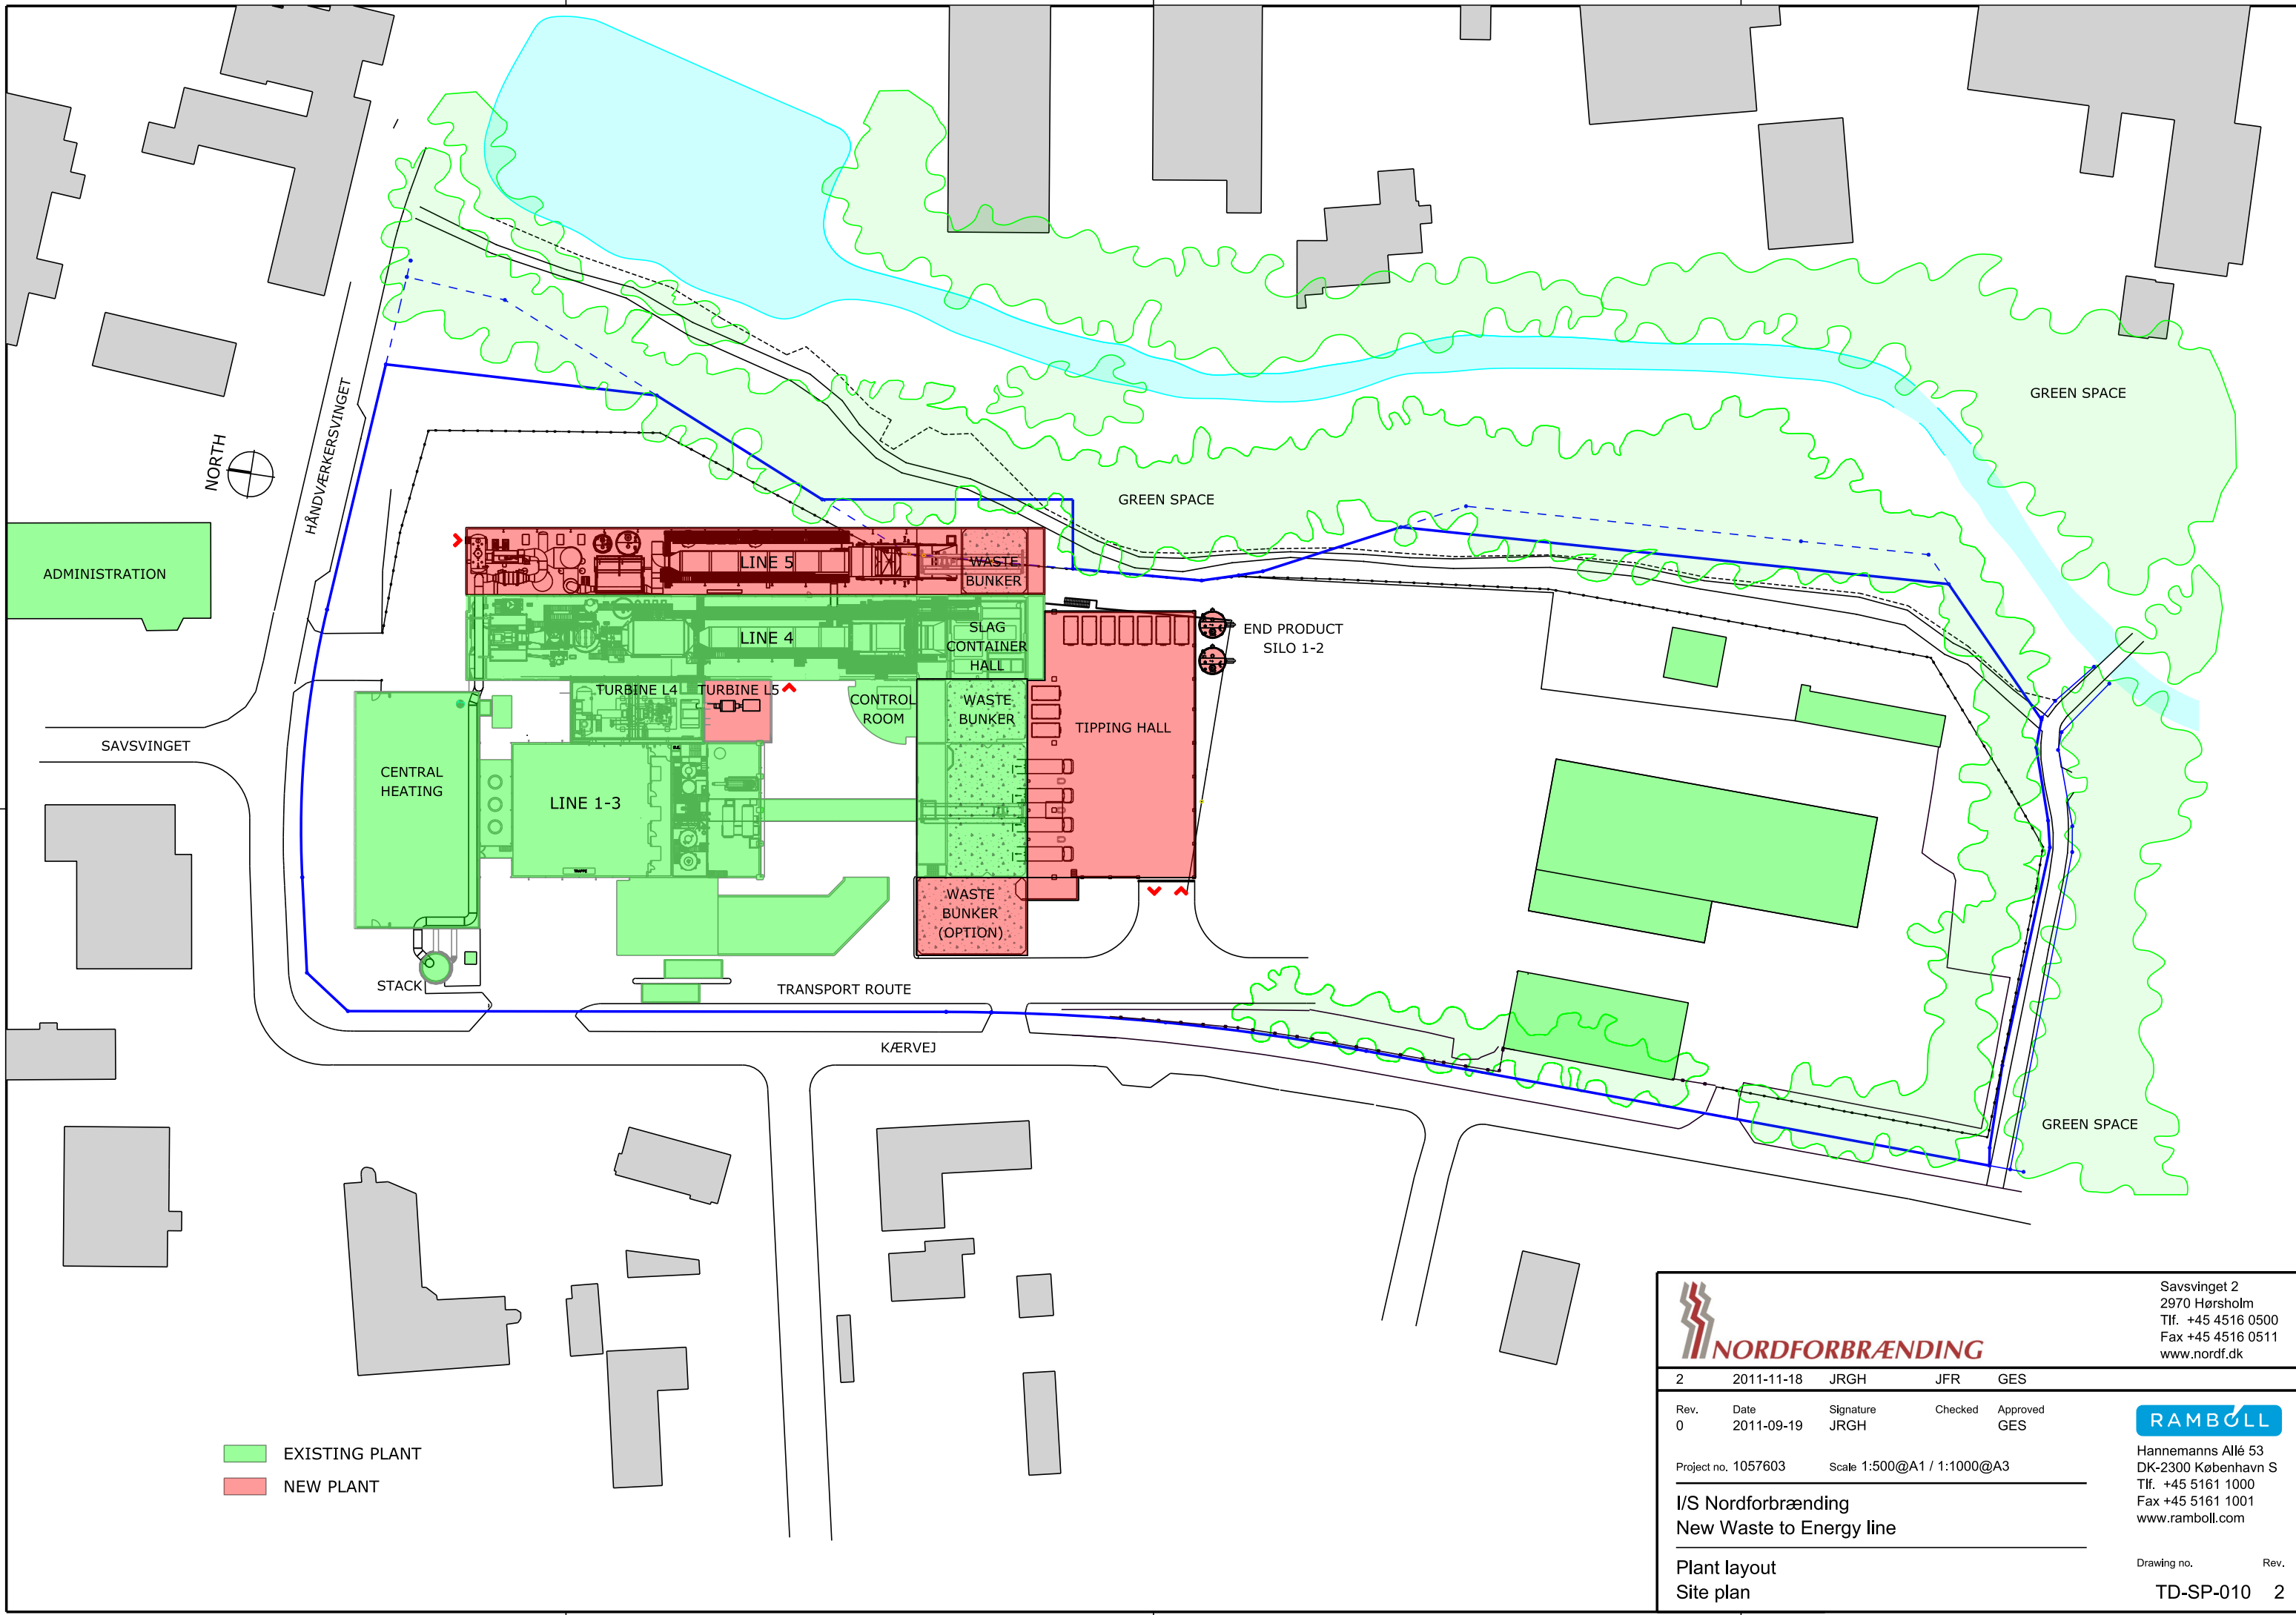 GREEN SPACE
HÅNDVÆRKERSVINGET
NORTH
GREEN SPACE
ADMINISTRATION
LINE 5
WASTE
BUNKER
LINE 4
SLAG
CONTAINER
HALL
END PRODUCT
SILO 1-2
TURBINE L4
TURBINE L5
CONTROL
ROOM
WASTE
BUNKER
TIPPING HALL
SAVSVINGET
CENTRAL
HEATING
LINE 1-3
WASTE
BUNKER
(OPTION)
STACK
TRANSPORT ROUTE
KÆRVEJ
GREEN SPACE
EXISTING PLANT
NEW PLANT
NORDFORBRÆNDING
Savsvinget 2
2970 Hørsholm
Tlf. +45 4516 0500
Fax +45 4516 0511
www.nordf.dk
2 2011-11-18 JRGH JFR GES
Rev. Date Signature Checked Approved
0 2011-09-19 JRGH GES
Project no. 1057603 Scale 1:500@A1 / 1:1000@A3
I/S Nordforbrænding
New Waste to Energy line
Plant layout
Site plan
RAMBOLL
Hannemanns Allé 53
DK-2300 København S
Tlf. +45 5161 1000
Fax +45 5161 1001
www.ramboll.com
Drawing no. Rev.
TD-SP-010 2